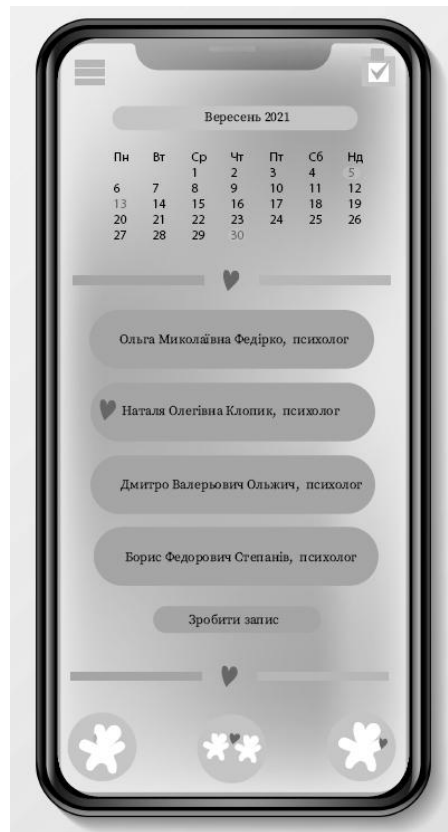 Вересень 2021
Пн Вт Ср Чт Пт Сб Нд
1 2 3 4 5
6 7 8 9 10 11 12
13 14 15 16 17 18 19
20 21 22 23 24 25 26
27 28 29 30
Ольга Миколаївна Федірко, психолог
Наталя Олегівна Клопик, психолог
Дмитро Валерьович Ольжич, психолог
Борис Федорович Степанів, психолог
Зробити запис